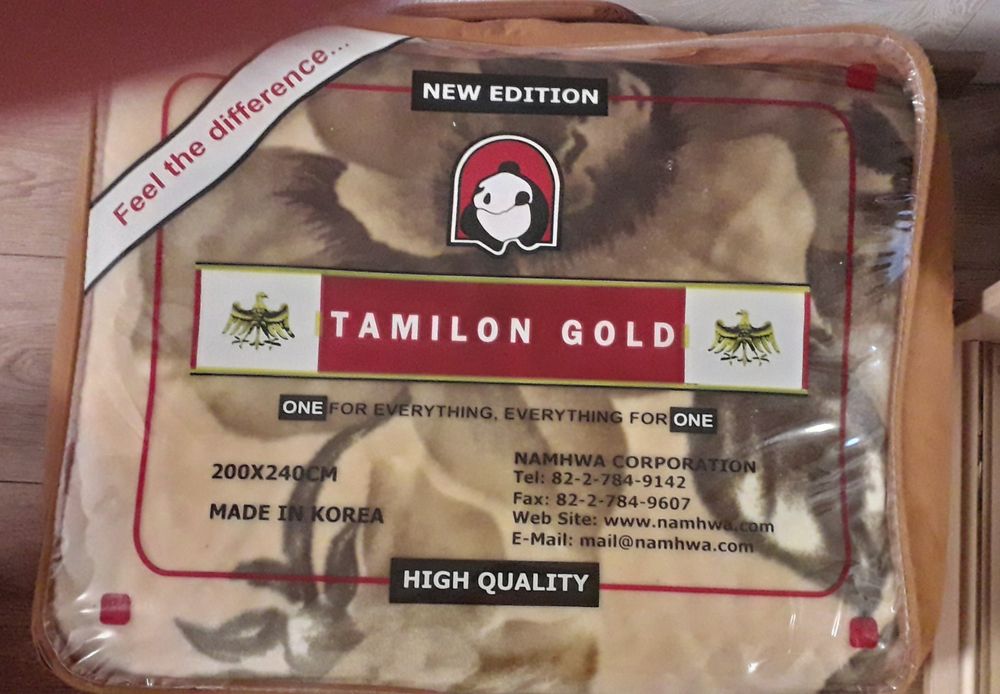 Feel the difference...
NEW EDITION
TAMILON GOLD
ONE FOR EVERYTHING, EVERYTHING FOR ONE
200X240CM
MADE IN KOREA
NAMHWA CORPORATION
Tel: 82-2-784-9142
Fax: 82-2-784-9607
Web Site: www.namhwa.com
E-Mail: mail@namhwa.com
HIGH QUALITY